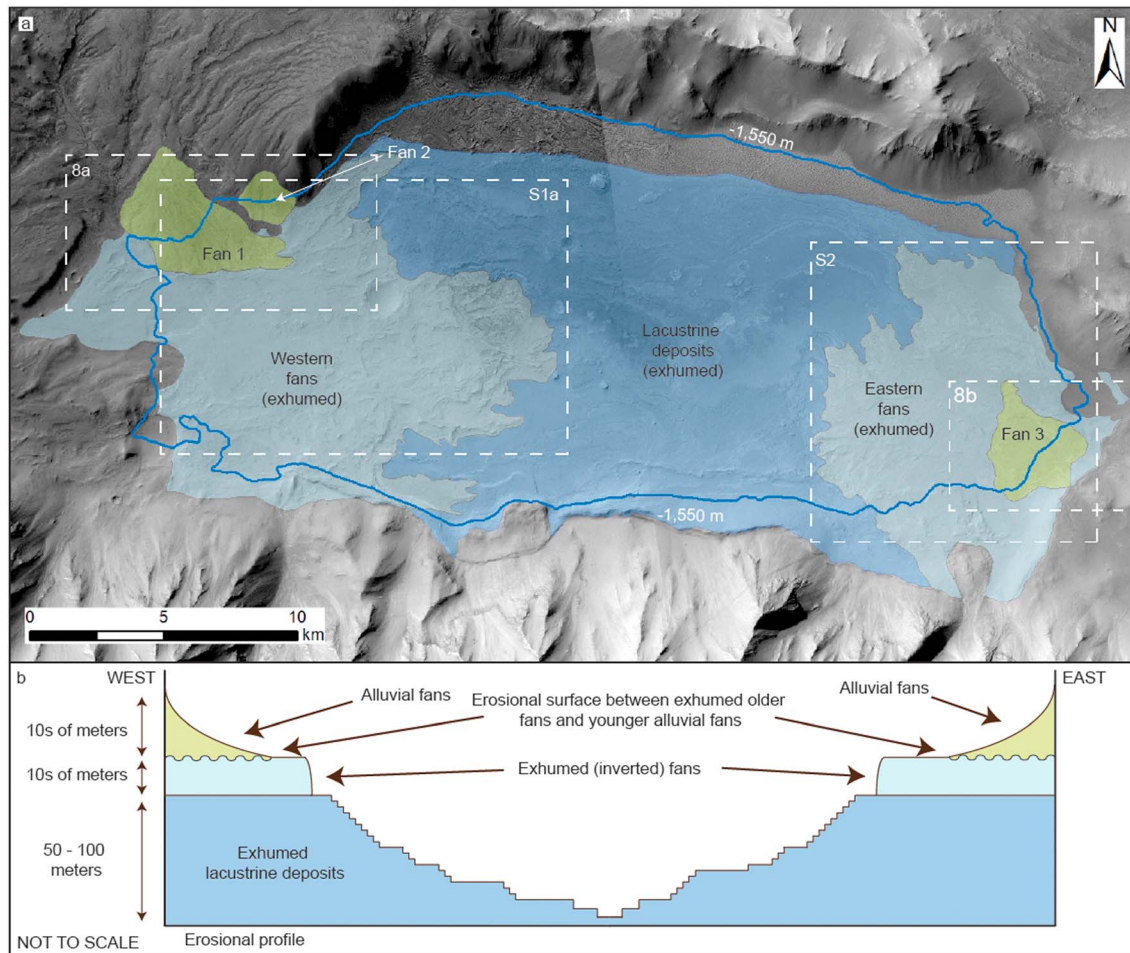 a
N
-1,550 m
8a
Fan 2
S1a
Fan 1
S2
Lacustrine
deposits
(exhumed)
Western
fans
(exhumed)
Eastern
fans
(exhumed)
8b
Fan 3
-1,550 m
0 5 10
km
b
WEST
EAST
Alluvial fans
Alluvial fans
Erosional surface between exhumed older
fans and younger alluvial fans
10s of meters
10s of meters
Exhumed (inverted) fans
50 - 100
meters
Exhumed
lacustrine deposits
NOT TO SCALE
Erosional profile